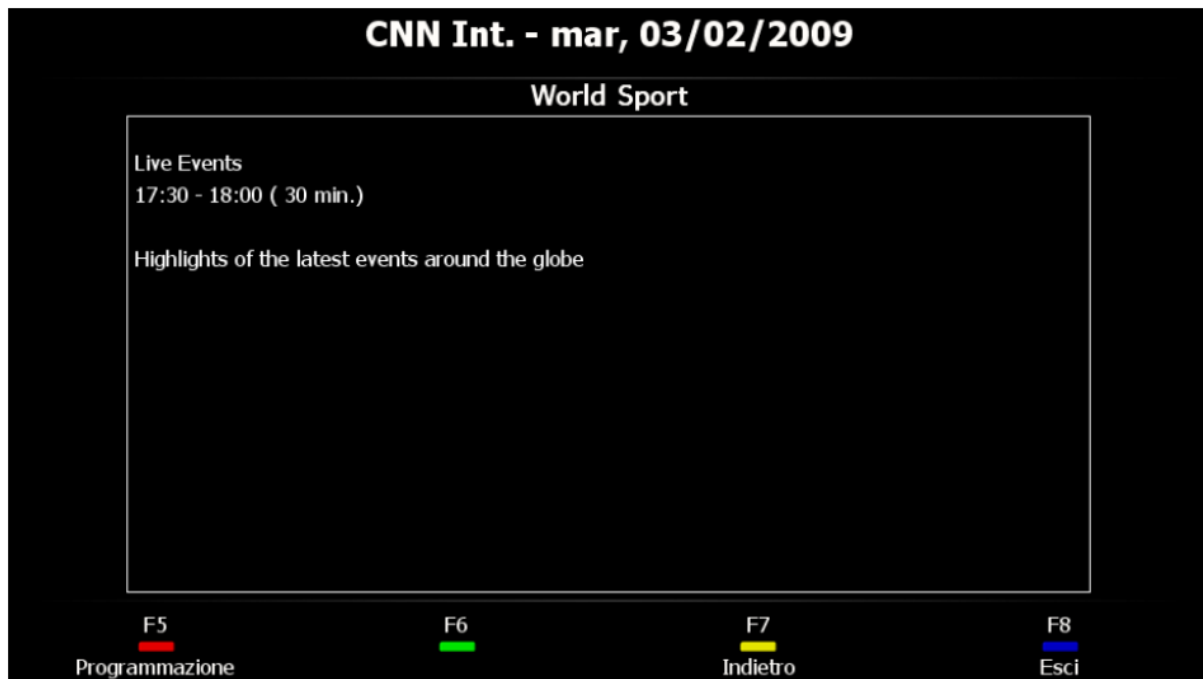 CNN Int. - mar, 03/02/2009
World Sport
Live Events
17:30 - 18:00 ( 30 min.)
Highlights of the latest events around the globe
F5 F6 F7 F8
Programmazione Indietro Esci